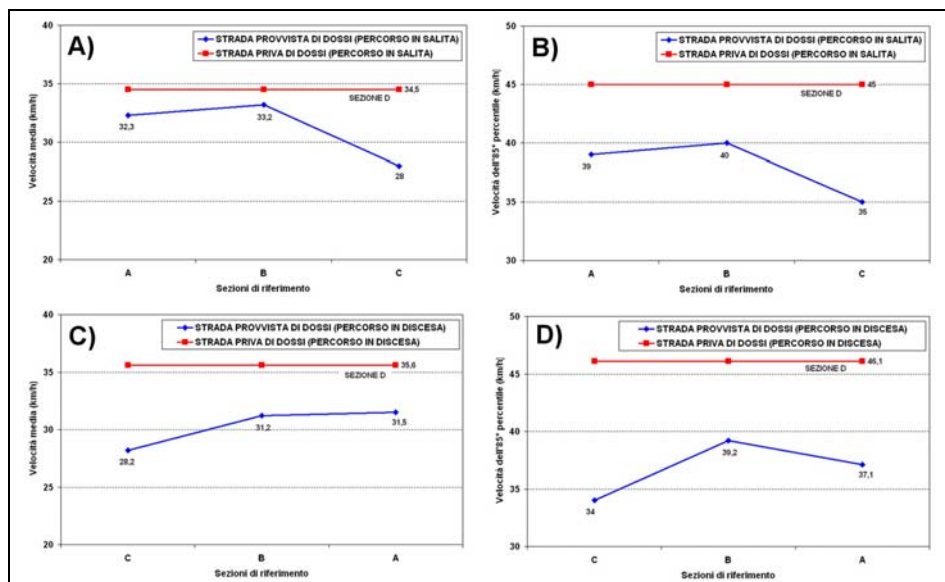 A)
STRADA PROVVISTA DI DOSSI (PERCORSO IN SALITA)
STRADA PRIVA DI DOSSI (PERCORSO IN SALITA)
Velocità media (km/h)
40
35
30
25
20
34,5
SEZIONE D
32,3
33,2
28
A
B
C
Sezioni di riferimento
B)
STRADA PROVVISTA DI DOSSI (PERCORSO IN SALITA)
STRADA PRIVA DI DOSSI (PERCORSO IN SALITA)
Velocità dell'85° percentile (km/h)
50
45
40
35
30
45
SEZIONE D
39
40
35
A
B
C
Sezioni di riferimento
C)
STRADA PROVVISTA DI DOSSI (PERCORSO IN DISCESA)
STRADA PRIVA DI DOSSI (PERCORSO IN DISCESA)
Velocità media (km/h)
40
35
30
25
20
35,6
SEZIONE D
28,2
31,2
31,5
C
B
A
Sezioni di riferimento
D)
STRADA PROVVISTA DI DOSSI (PERCORSO IN DISCESA)
STRADA PRIVA DI DOSSI (PERCORSO IN DISCESA)
Velocità dell'85° percentile (km/h)
50
45
40
35
30
46,1
SEZIONE D
34
39,2
37,1
C
B
A
Sezioni di riferimento